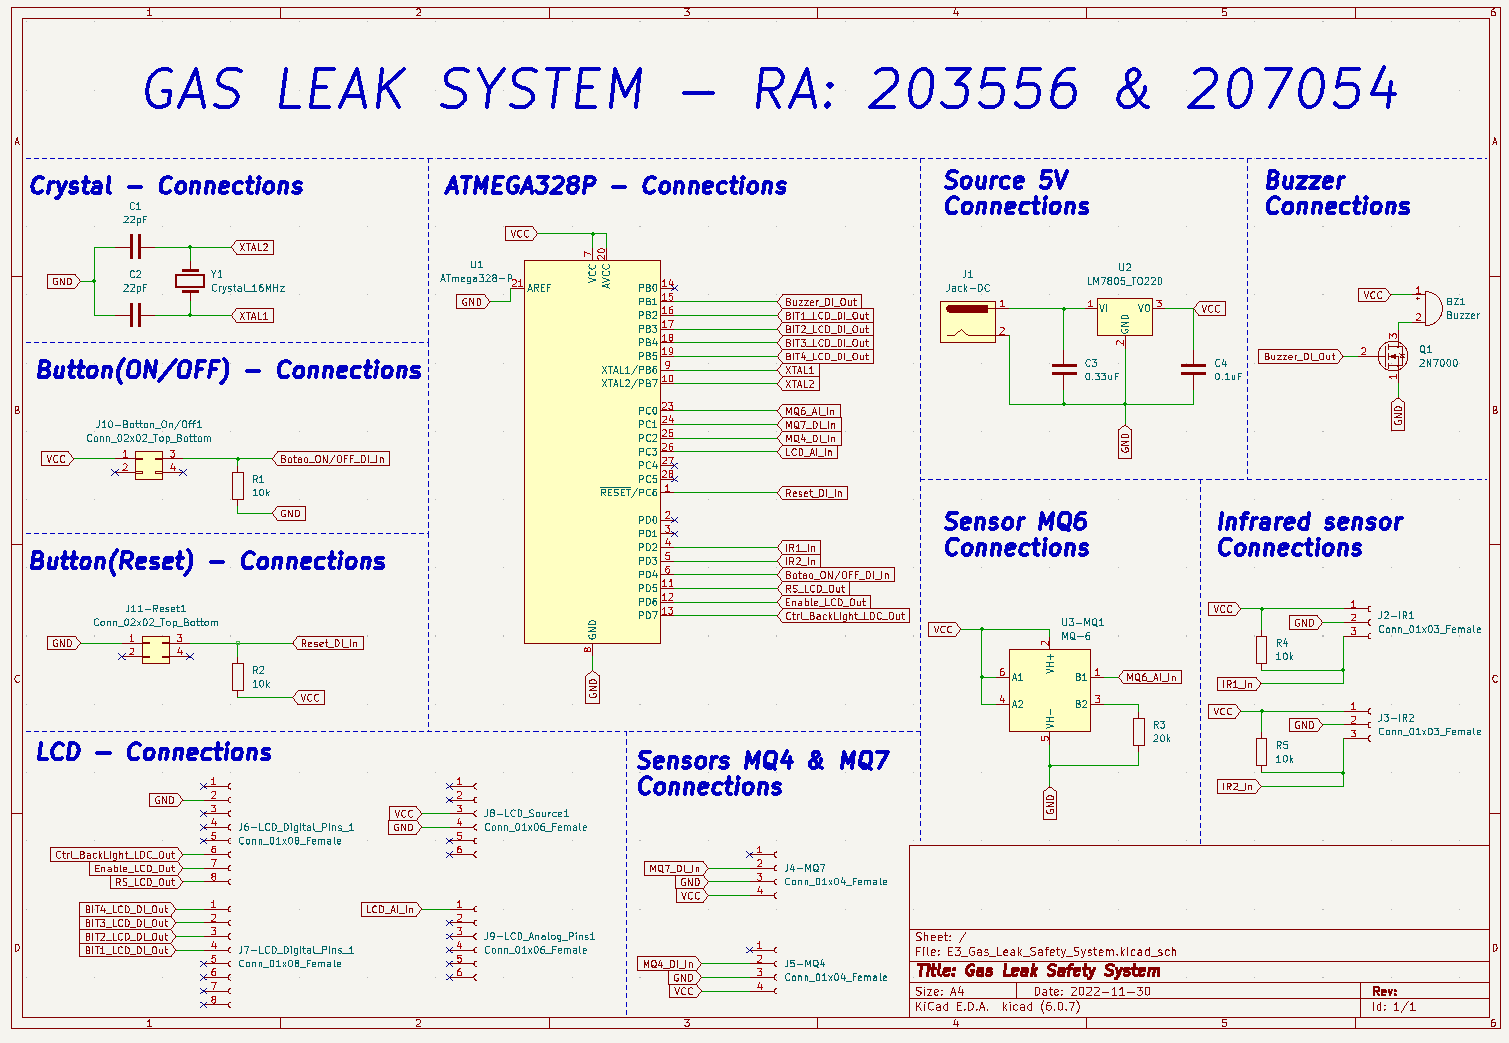 GAS LEAK SYSTEM - RA: 203556 & 207054
Crystal - Connections
C1
22pF
XTAL2
GND
C2
22pF
Y1
Crystal_16MHz
XTAL1
Button(ON/OFF) - Connections
J10-Botton_On/Off1
Conn_02x02_Top_Bottom
VCC
1
3
2
4
Botao_ON/OFF_DI_In
R1
10k
GND
Button(Reset) - Connections
J11-Reset1
Conn_02x02_Top_Bottom
GND
1
3
2
4
Reset_DI_In
R2
10k
VCC
ATMEGA328P - Connections
VCC
U1
ATmega328-P
7
20
VCC
AVCC
21
AREF
GND
PB0 14
PB1 15 Buzzer_DI_Out
PB2 16 BIT1_LCD_DI_Out
PB3 17 BIT2_LCD_DI_Out
PB4 18 BIT3_LCD_DI_Out
PB5 19 BIT4_LCD_DI_Out
XTAL1/PB6 9 XTAL1
XTAL2/PB7 10 XTAL2
PC0 23 MQ6_AI_In
PC1 24 MQ7_DI_In
PC2 25 MQ4_DI_In
PC3 26 LCD_AI_In
PC4 27
PC5 28
RESET/PC6 1 Reset_DI_In
PD0 2
PD1 3
PD2 4 IR1_In
PD3 5 IR2_In
PD4 6 Botao_ON/OFF_DI_In
PD5 11 RS_LCD_Out
PD6 12 Enable_LCD_Out
PD7 13 Ctrl_BackLight_LDC_Out
GND
8
GND
Source 5V
Connections
J1
Jack-DC
1
2
U2
LM7805_TO220
1
VI
VO
3
GND
2
VCC
C3
0.33uF
C4
0.1uF
GND
Buzzer
Connections
VCC
1
2
BZ1
Buzzer
Buzzer_DI_Out
2
3
1
Q1
2N7000
GND
Sensor MQ6
Connections
VCC
U3-MQ1
MQ-6
2
VH+
6 A1
4 A2
B1 1
B2 3
VH-
5
MQ6_AI_In
R3
20k
GND
Infrared sensor
Connections
VCC
GND
1
2
3
J2-IR1
Conn_01x03_Female
R4
10k
IR1_In
VCC
GND
1
2
3
J3-IR2
Conn_01x03_Female
R5
10k
IR2_In
LCD - Connections
1
GND 2
3
4
5
Ctrl_BackLight_LDC_Out 6
Enable_LCD_Out 7
RS_LCD_Out 8
J6-LCD_Digital_Pins_1
Conn_01x08_Female
BIT4_LCD_DI_Out 1
BIT3_LCD_DI_Out 2
BIT2_LCD_DI_Out 3
BIT1_LCD_DI_Out 4
5
6
7
8
J7-LCD_Digital_Pins_1
Conn_01x08_Female
1
2
VCC 3
GND 4
5
6
J8-LCD_Source1
Conn_01x06_Female
LCD_AI_In 1
2
3
4
5
6
J9-LCD_Analog_Pins1
Conn_01x06_Female
Sensors MQ4 & MQ7
Connections
1
MQ7_DI_In 2
GND 3
VCC 4
J4-MQ7
Conn_01x04_Female
1
MQ4_DI_In 2
GND 3
VCC 4
J5-MQ4
Conn_01x04_Female
Sheet: /
File: E3_Gas_Leak_Safety_System.kicad_sch
Title: Gas Leak Safety System
Size: A4
Date: 2022-11-30
Rev:
KiCad E.D.A. kicad (6.0.7)
Id: 1/1
1
2
3
4
5
6
A
B
C
D
1
2
3
4
5
6
A
B
C
D